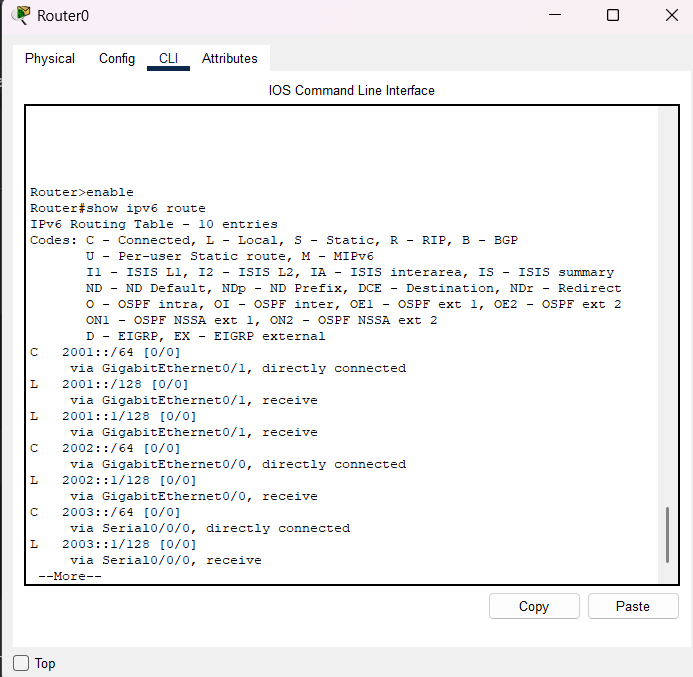 Router0
Physical Config CLI Attributes
IOS Command Line Interface
Router>enable
Router#show ipv6 route
IPv6 Routing Table - 10 entries
Codes: C - Connected, L - Local, S - Static, R - RIP, B - BGP
U - Per-user Static route, M - MIPv6
I1 - ISIS L1, I2 - ISIS L2, IA - ISIS interarea, IS - ISIS summary
ND - ND Default, NDp - ND Prefix, DCE - Destination, NDr - Redirect
O - OSPF intra, OI - OSPF inter, OE1 - OSPF ext 1, OE2 - OSPF ext 2
ON1 - OSPF NSSA ext 1, ON2 - OSPF NSSA ext 2
D - EIGRP, EX - EIGRP external
C 2001::/64 [0/0]
via GigabitEthernet0/1, directly connected
L 2001::/128 [0/0]
via GigabitEthernet0/1, receive
L 2001::1/128 [0/0]
via GigabitEthernet0/1, receive
C 2002::/64 [0/0]
via GigabitEthernet0/0, directly connected
L 2002::1/128 [0/0]
via GigabitEthernet0/0, receive
C 2003::/64 [0/0]
via Serial0/0/0, directly connected
L 2003::1/128 [0/0]
via Serial0/0/0, receive
--More--
Copy Paste
Top